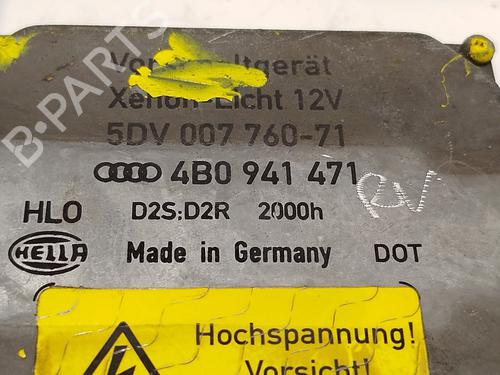 Xenon-Licht 12V
5DV 007 760-71
4B0 941 471
HLO D2S;D2R 2000h
HELLA Made in Germany DOT
Hochspannung!
Vorsicht!
B-PARTS